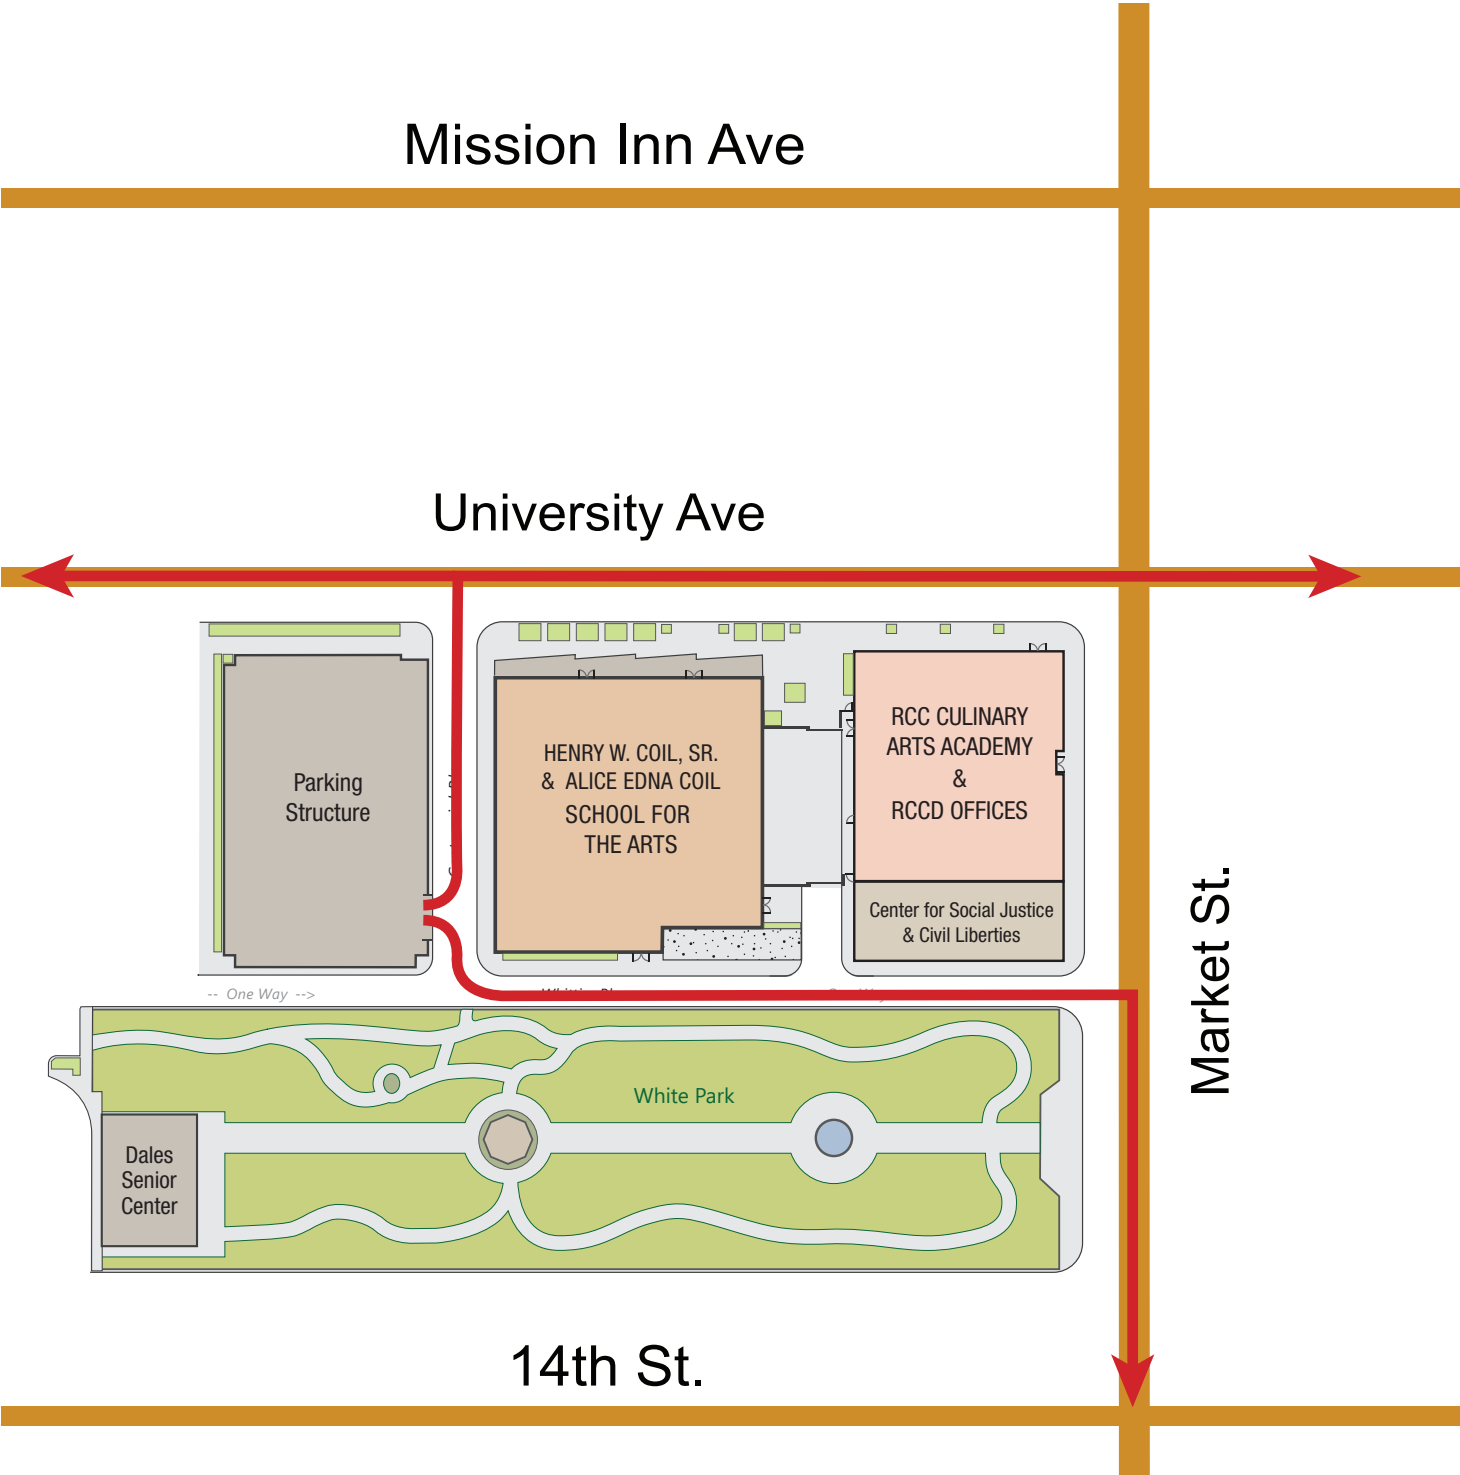 Mission Inn Ave
University Ave
Parking
Structure
HENRY W. COIL, SR.
& ALICE EDNA COIL
SCHOOL FOR
THE ARTS
RCC CULINARY
ARTS ACADEMY
&
RCCD OFFICES
Center for Social Justice
& Civil Liberties
Market St.
-- One Way -->
White Park
Dales
Senior
Center
14th St.